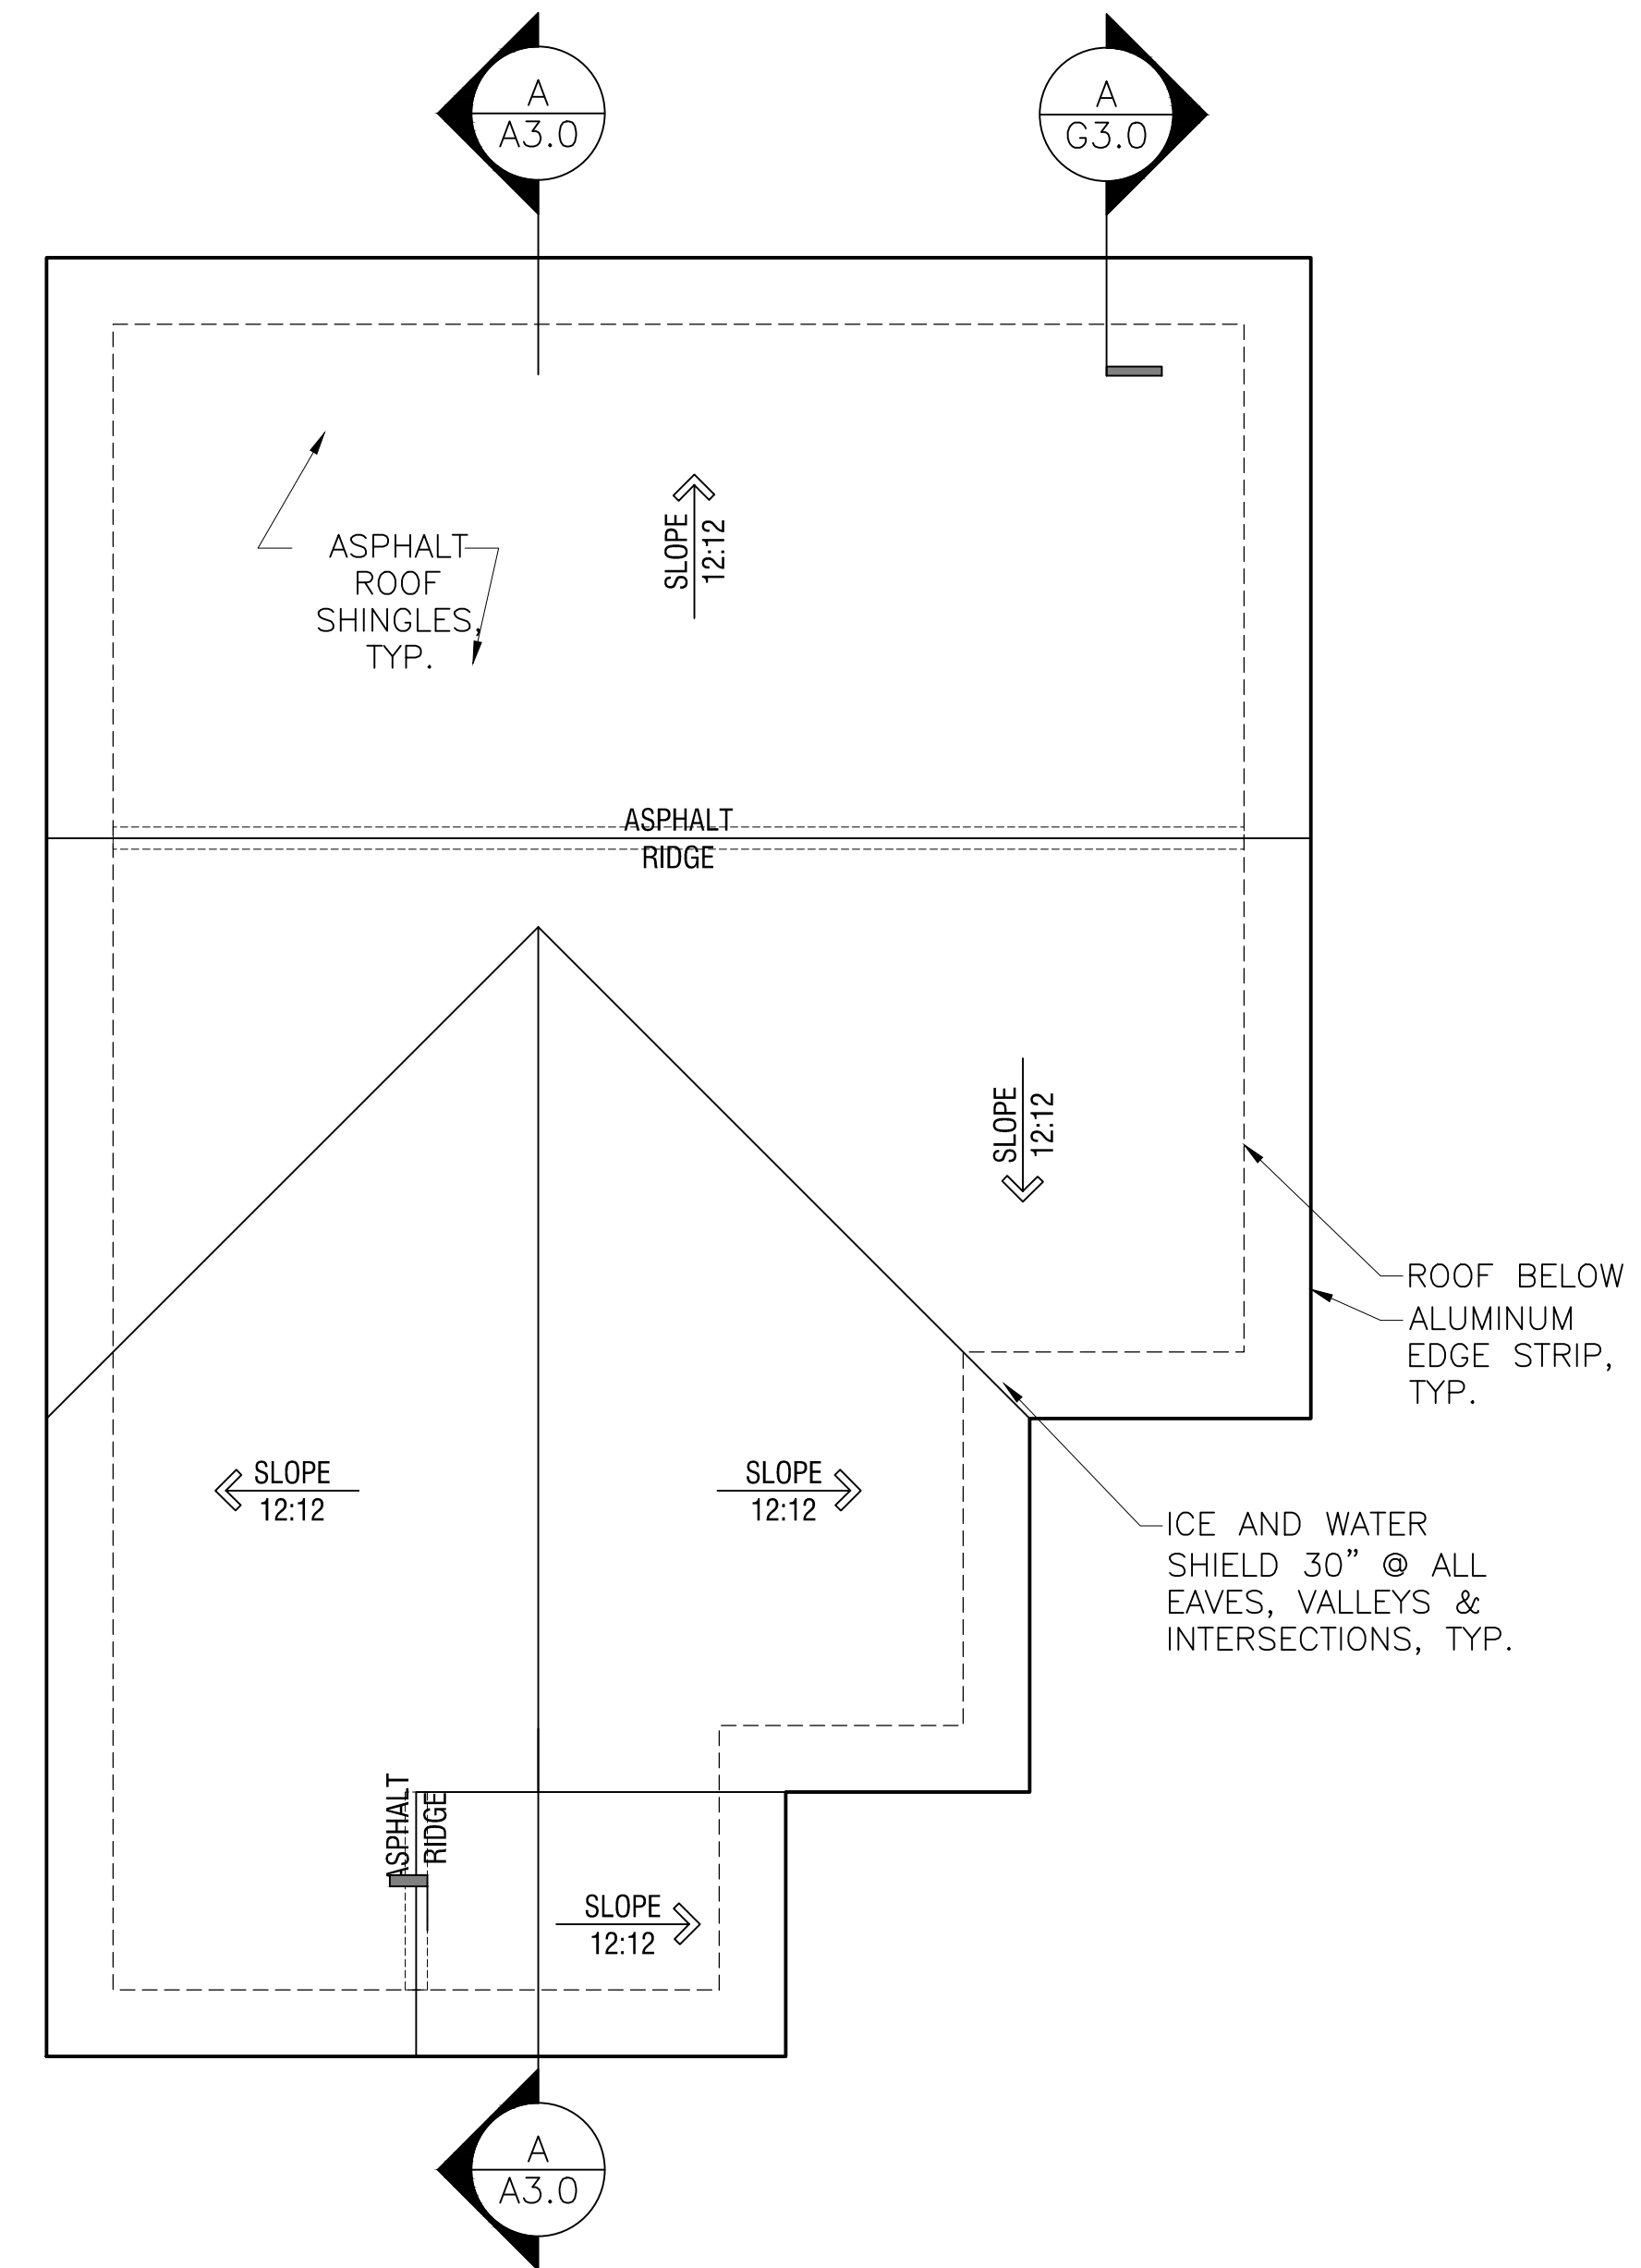 A
A3.0
A
G3.0
SLOPE
12:12
ASPHALT
ROOF
SHINGLES,
TYP.
ASPHALT
RIDGE
SLOPE
12:12
ROOF BELOW
ALUMINUM
EDGE STRIP,
TYP.
SLOPE
12:12
SLOPE
12:12
ICE AND WATER
SHIELD 30" @ ALL
EAVES, VALLEYS &
INTERSECTIONS, TYP.
ASPHALT
RIDGE
SLOPE
12:12
A
A3.0